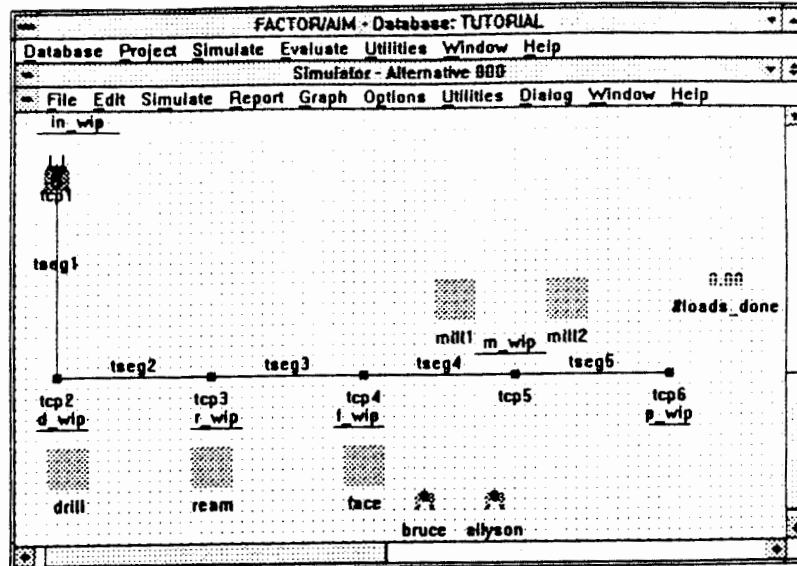 FACTOR/AIM - Database: TUTORIAL
Database Project Simulate Evaluate Utilities Window Help
Simulator - Alternative 000
File Edit Simulate Report Graph Options Utilities Dialog Window Help
in_wip
tcp1
tseg1
0.00
#loads_done
mill1 m_wip mill2
tseg2 tseg3 tseg4 tseg5
tcp2 tcp3 tcp4 tcp5 tcp6
d_wip r_wip f_wip p_wip
drill ream face
bruce allyson